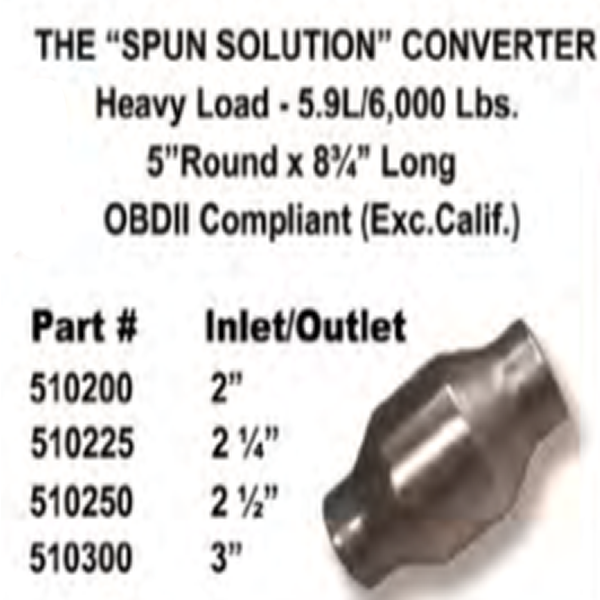 THE “SPUN SOLUTION” CONVERTER
Heavy Load - 5.9L/6,000 Lbs.
5”Round x 8¾” Long
OBDII Compliant (Exc.Calif.)
Part # Inlet/Outlet
510200 2”
510225 2 ¼”
510250 2 ½”
510300 3”